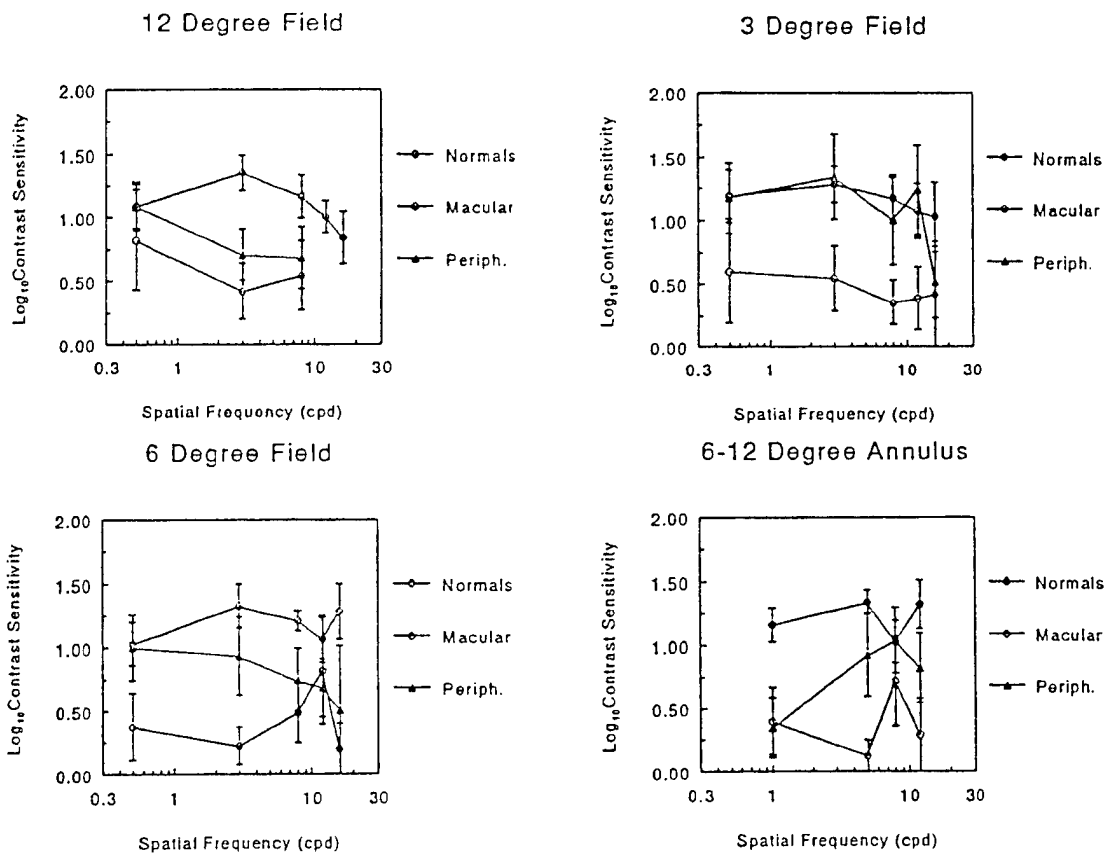 12 Degree Field
Log10Contrast Sensitivity
2.00
1.50
1.00
0.50
0.00
0.3
1
10
30
Spatial Frequency (cpd)
Normals
Macular
Periph.
3 Degree Field
Log10Contrast Sensitivity
2.00
1.50
1.00
0.50
0.00
0.3
1
10
30
Spatial Frequency (cpd)
Normals
Macular
Periph.
6 Degree Field
Log10Contrast Sensitivity
2.00
1.50
1.00
0.50
0.00
0.3
1
10
30
Spatial Frequency (cpd)
Normals
Macular
Periph.
6-12 Degree Annulus
Log10Contrast Sensitivity
2.00
1.50
1.00
0.50
0.00
0.3
1
10
30
Spatial Frequency (cpd)
Normals
Macular
Periph.